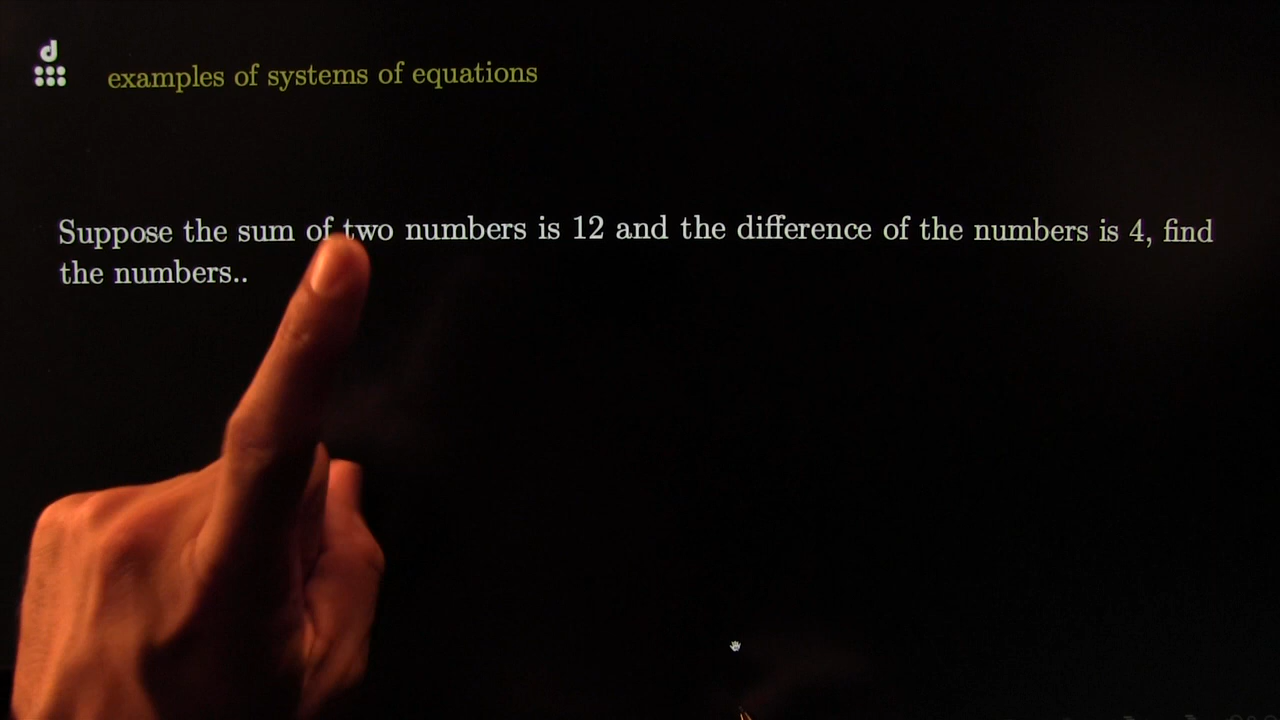 d
examples of systems of equations
Suppose the sum of two numbers is 12 and the difference of the numbers is 4, find
the numbers..